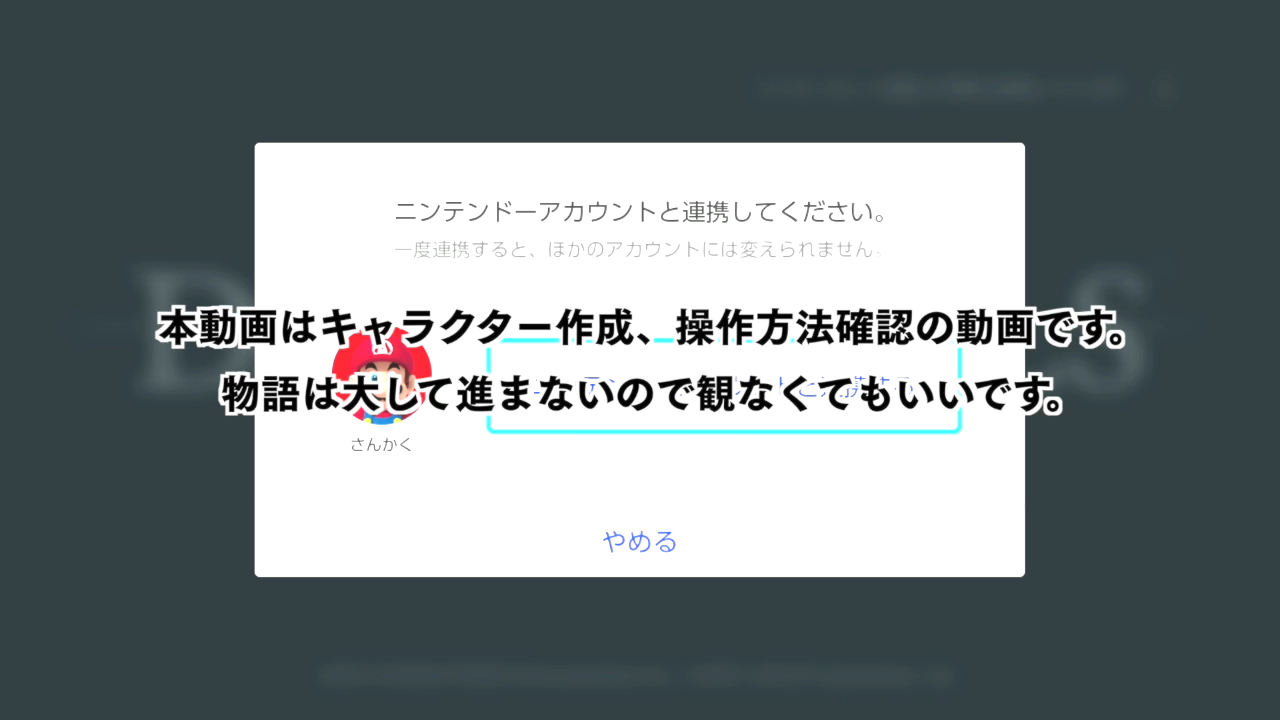 ニンテンドーアカウントと連携してください。
一度連携すると、ほかのアカウントには変えられません。
本動画はキャラクター作成、操作方法確認の動画です。
物語は大して進まないので観なくてもいいです。
さんかく
やめる